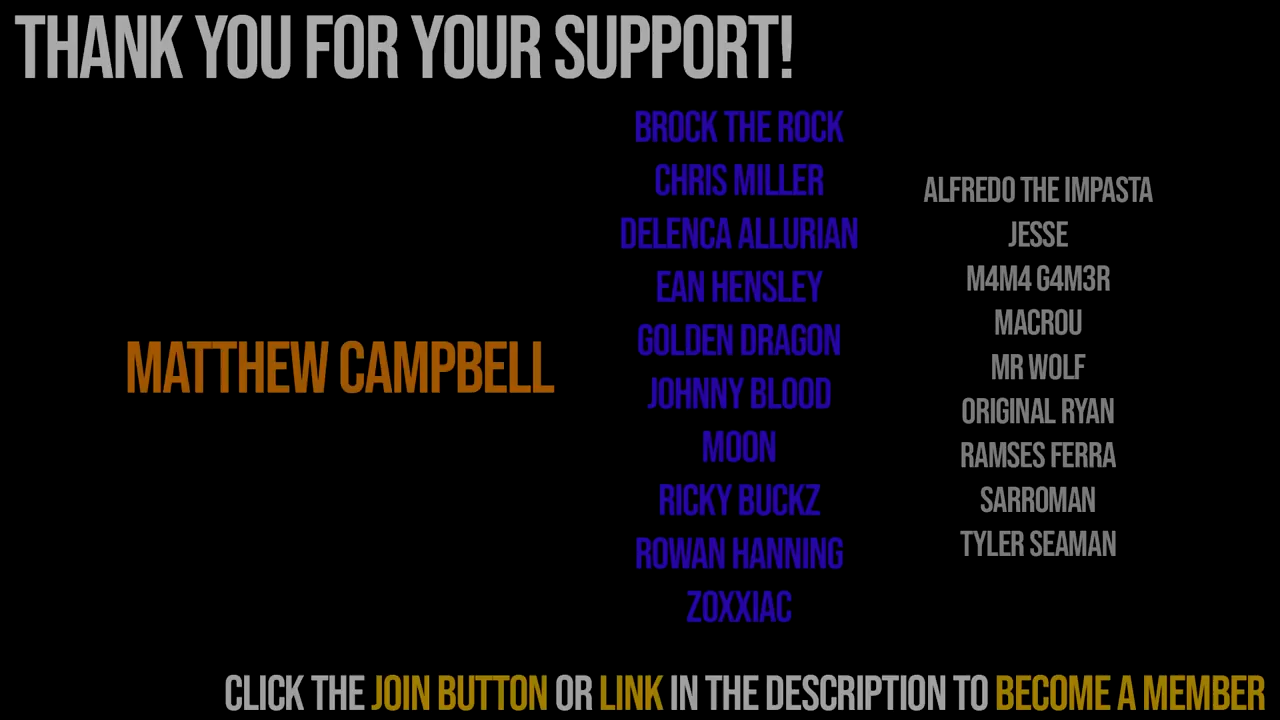 THANK YOU FOR YOUR SUPPORT!
MATTHEW CAMPBELL
BROCK THE ROCK
CHRIS MILLER
DELENCA ALLURIAN
EAN HENSLEY
GOLDEN DRAGON
JOHNNY BLOOD
MOON
RICKY BUCKZ
ROWAN HANNING
ZOXXIAC
ALFREDO THE IMPASTA
JESSE
M4M4 G4M3R
MACROU
MR WOLF
ORIGINAL RYAN
RAMSES FERRA
SARROMAN
TYLER SEAMAN
CLICK THE JOIN BUTTON OR LINK IN THE DESCRIPTION TO BECOME A MEMBER